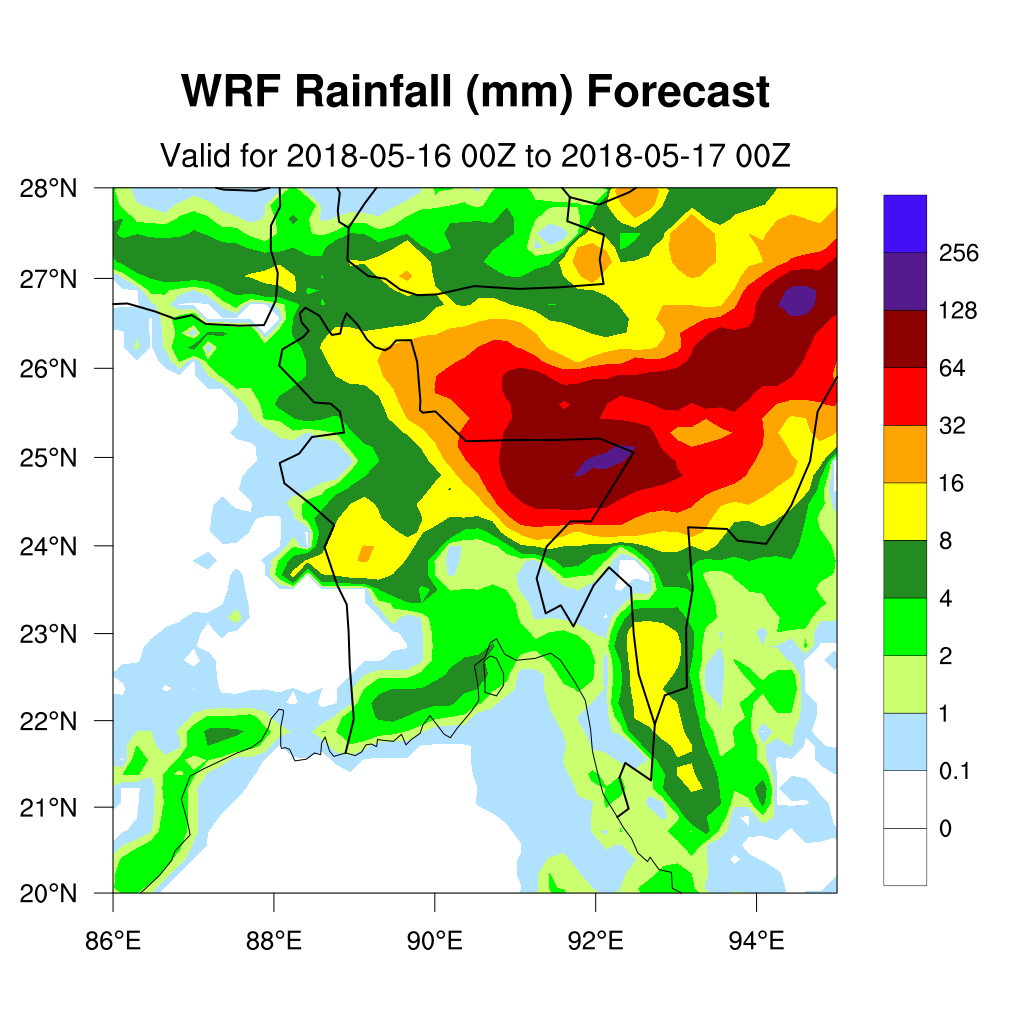 WRF Rainfall (mm) Forecast
Valid for 2018-05-16 00Z to 2018-05-17 00Z
28°N
27°N
26°N
25°N
24°N
23°N
22°N
21°N
20°N
86°E 88°E 90°E 92°E 94°E
256
128
64
32
16
8
4
2
1
0.1
0